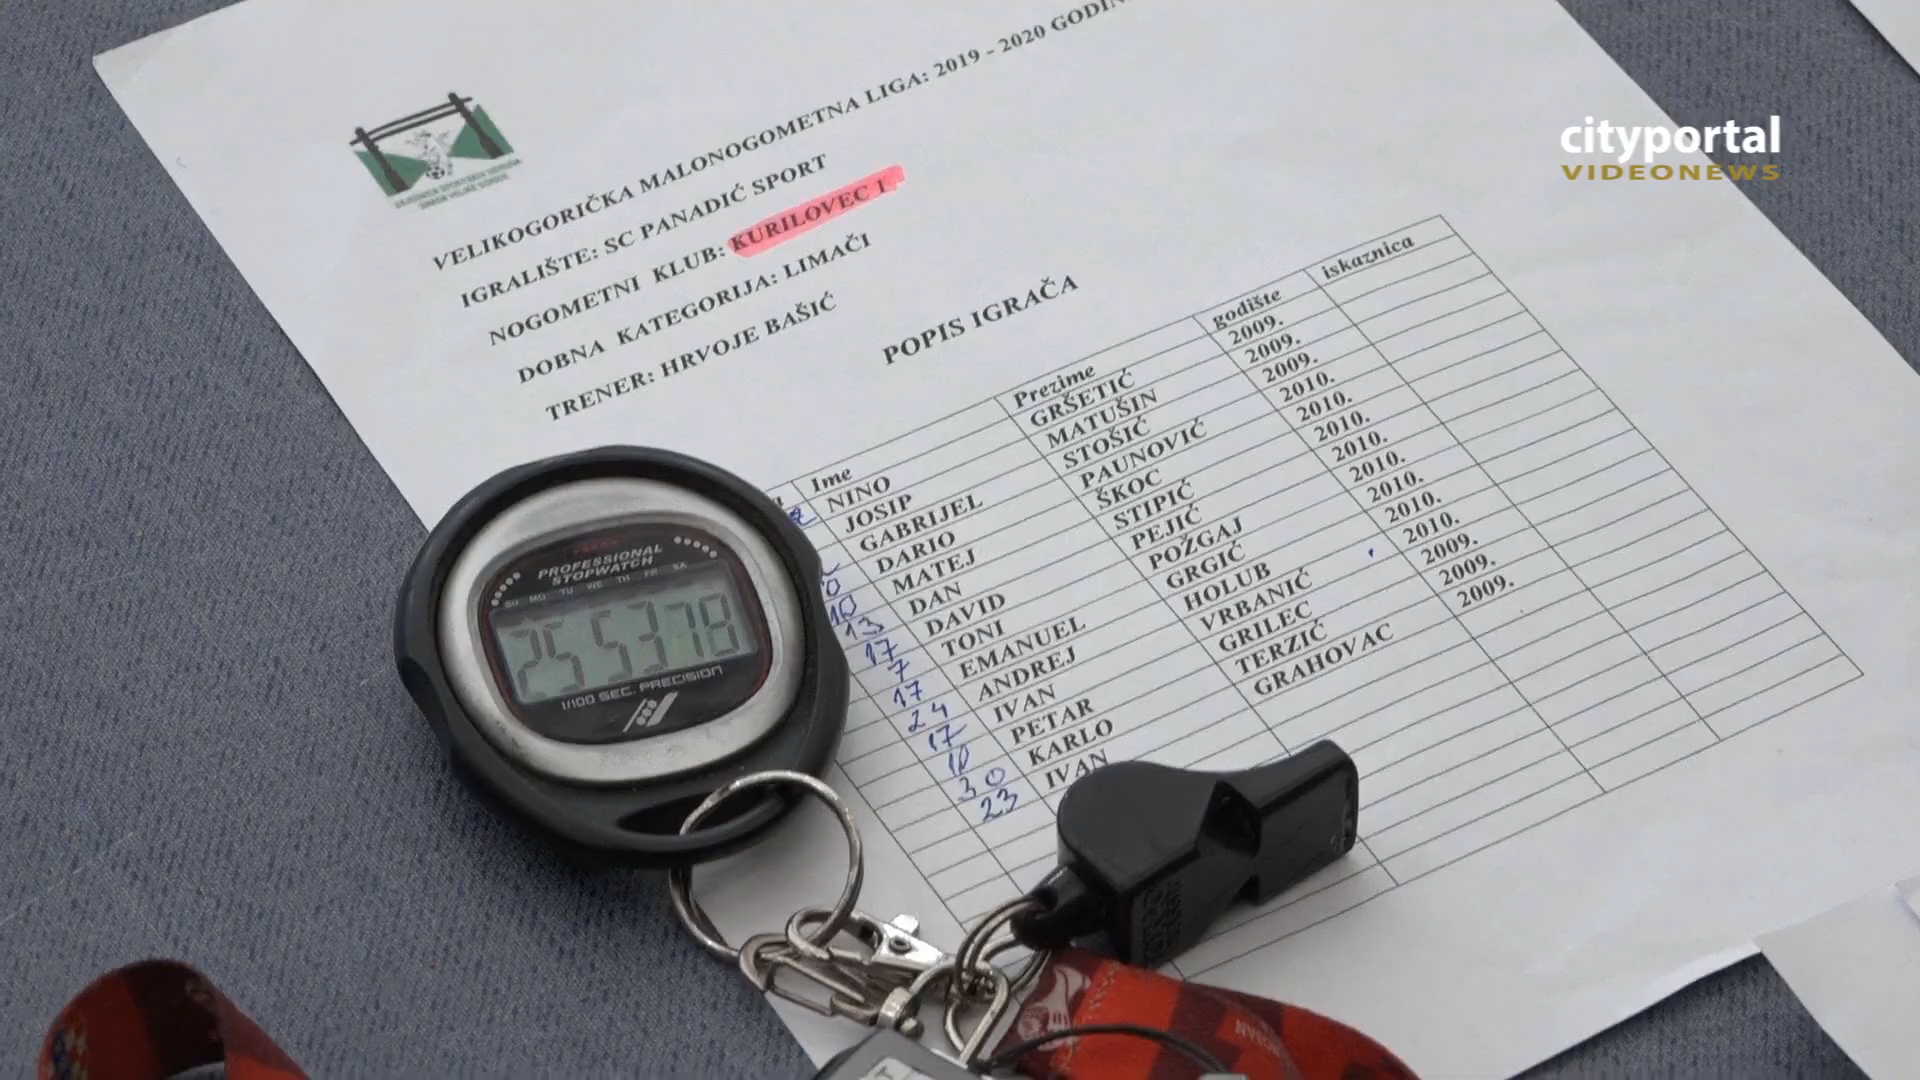 cityportal
VIDEONEWS
VELIKOGORIČKA MALONOGOMETNA LIGA: 2019 - 2020
IGRALIŠTE: SC PANADIĆ SPORT
NOGOMETNI KLUB: KURILOVEC 1.
DOBNA KATEGORIJA: LIMAČI
TRENER: HRVOJE BAŠIĆ
POPIS IGRAČA
Ime Prezime godište iskaznica
NINO GRŠETIĆ 2009.
JOSIP MATUŠIN 2009.
GABRIJEL STOŠIĆ 2009.
DARIO PAUNOVIĆ 2010.
MATEJ ŠKOC 2010.
DAN STIPIĆ 2010.
DAVID PEJIĆ 2010.
TONI POŽGAJ 2010.
EMANUEL GRGIĆ 2010.
ANDREJ HOLUB 2010.
IVAN VRBANIĆ 2010.
PETAR GRILEC 2009.
KARLO TERZIĆ 2009.
IVAN GRAHOVAC 2009.
10
13
17
7
17
24
17
10
30
23
PROFESSIONAL
STOPWATCH
SU MO TU WE TH FR SA
25 5378
1/100 SEC. PRECISION